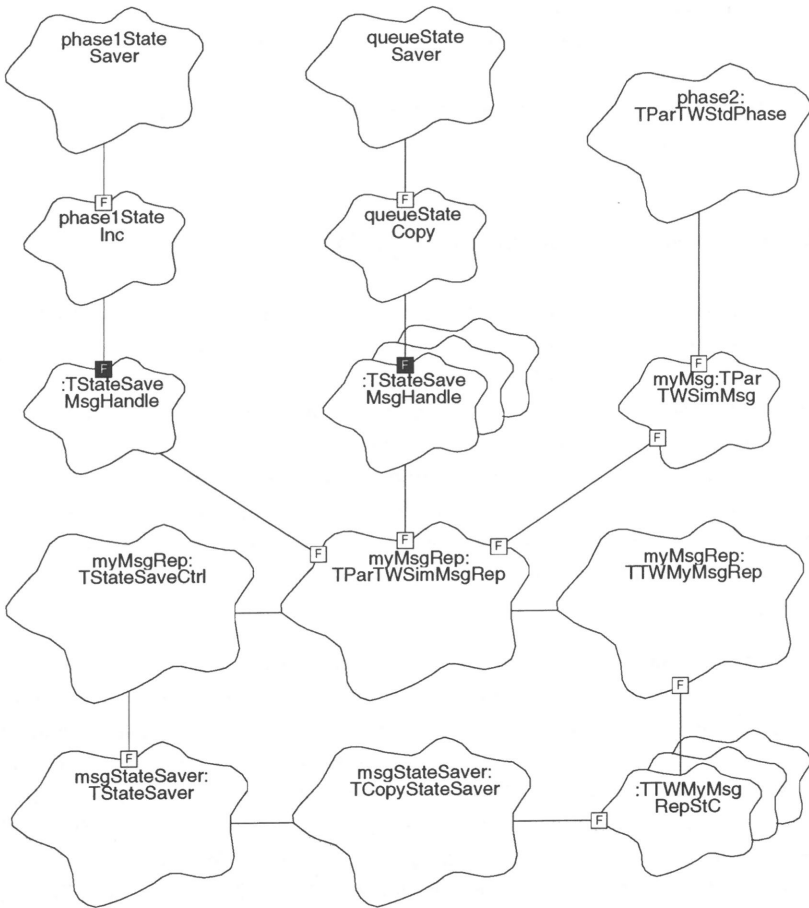 phase1State
Saver
queueState
Saver
phase2:
TParTWStdPhase
F
phase1State
Inc
F
queueState
Copy
F
:TStateSave
MsgHandle
F
:TStateSave
MsgHandle
F
myMsg:TPar
TWSimMsg
F
F
F
F
myMsgRep:
TStateSaveCtrl
myMsgRep:
TParTWSimMsgRep
myMsgRep:
TTWMyMsgRep
F
F
msgStateSaver:
TStateSaver
msgStateSaver:
TCopyStateSaver
:TTWMyMsg
RepStC
F